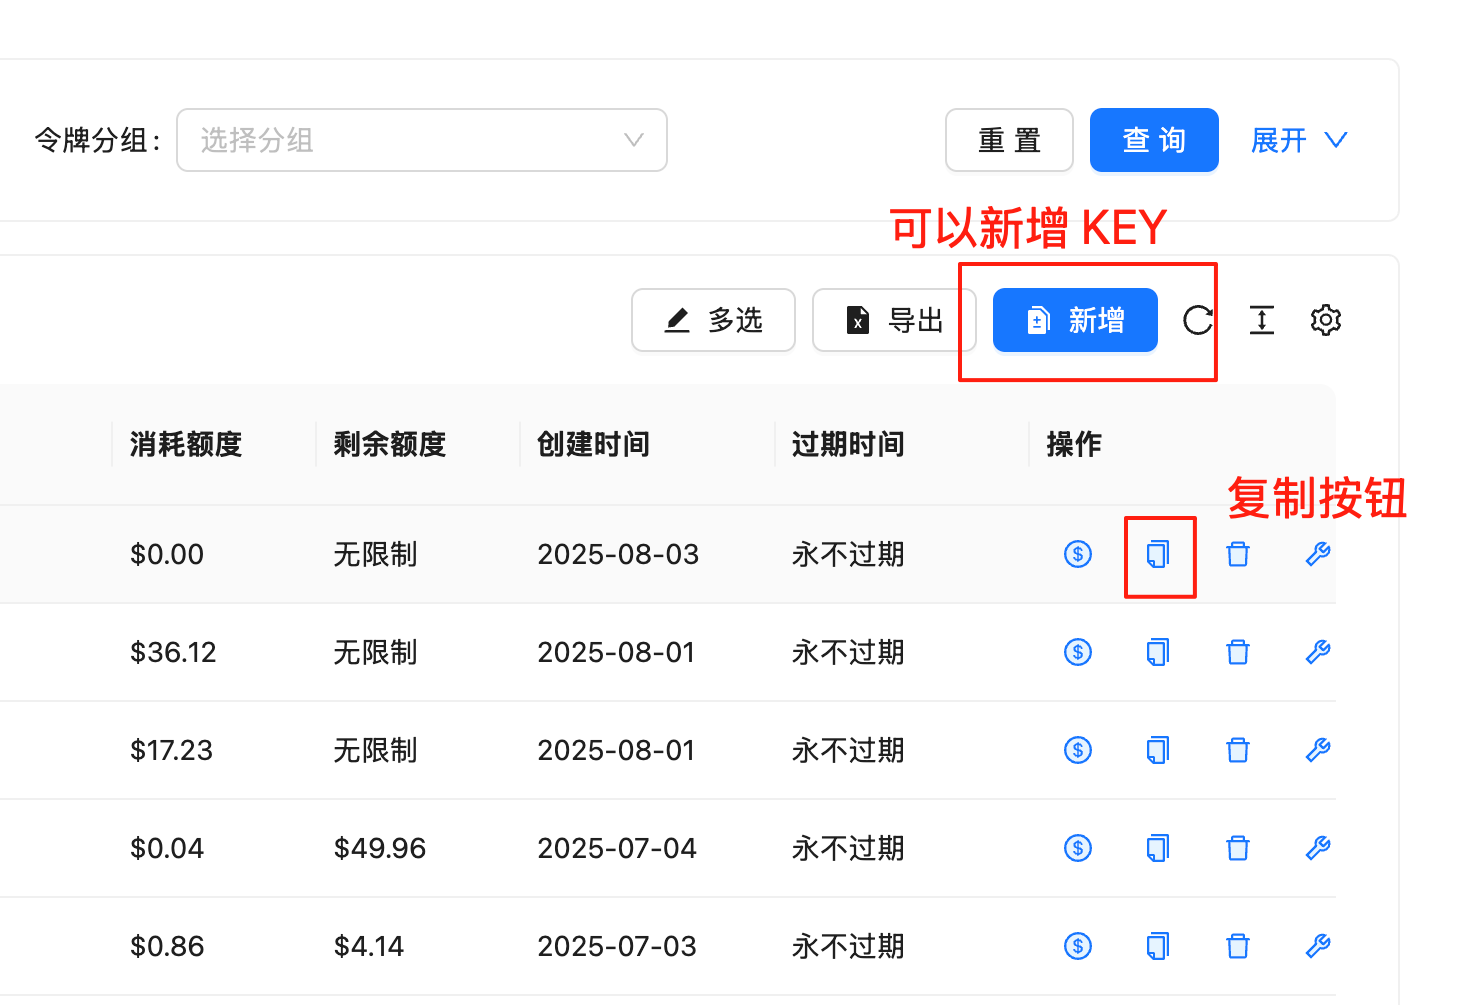 令牌分组: 选择分组 重 置 查 询 展开
可以新增 KEY
多选 导出 新增
消耗额度 剩余额度 创建时间 过期时间 操作
复制按钮
$0.00 无限制 2025-08-03 永不过期
$36.12 无限制 2025-08-01 永不过期
$17.23 无限制 2025-08-01 永不过期
$0.04 $49.96 2025-07-04 永不过期
$0.86 $4.14 2025-07-03 永不过期